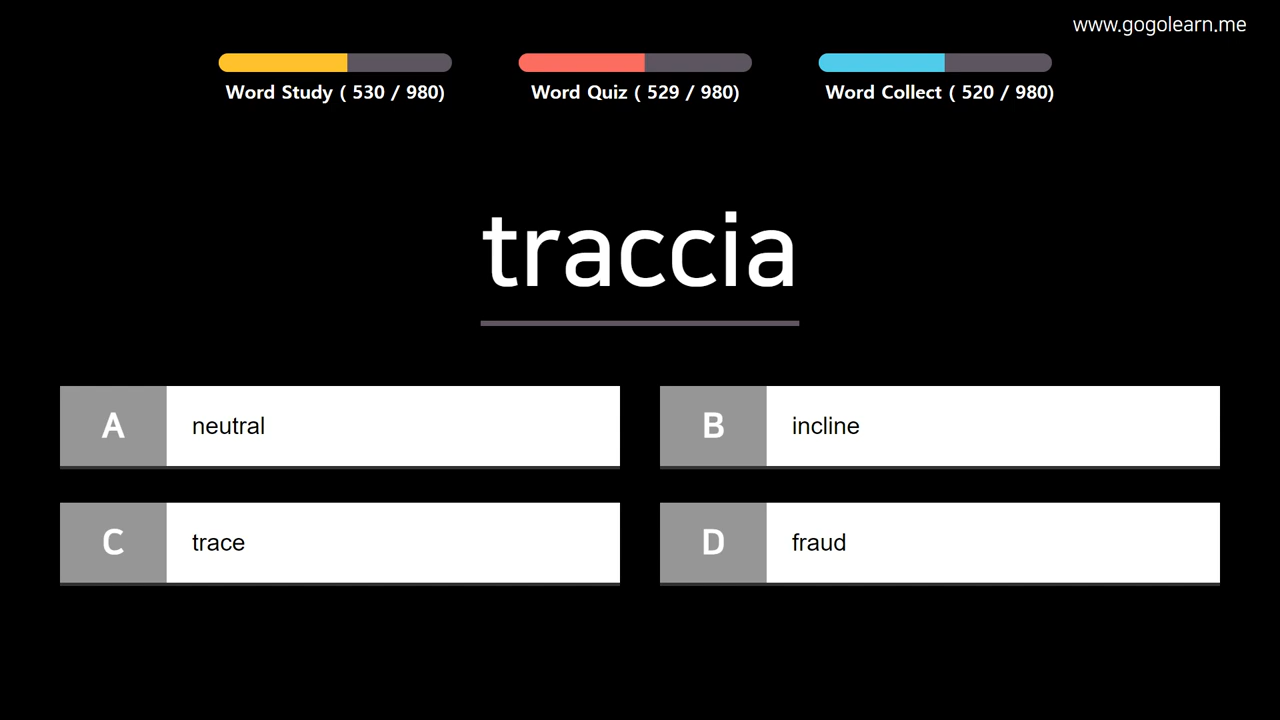 www.gogolearn.me
Word Study ( 530 / 980)
Word Quiz ( 529 / 980)
Word Collect ( 520 / 980)
traccia
A neutral
B incline
C trace
D fraud